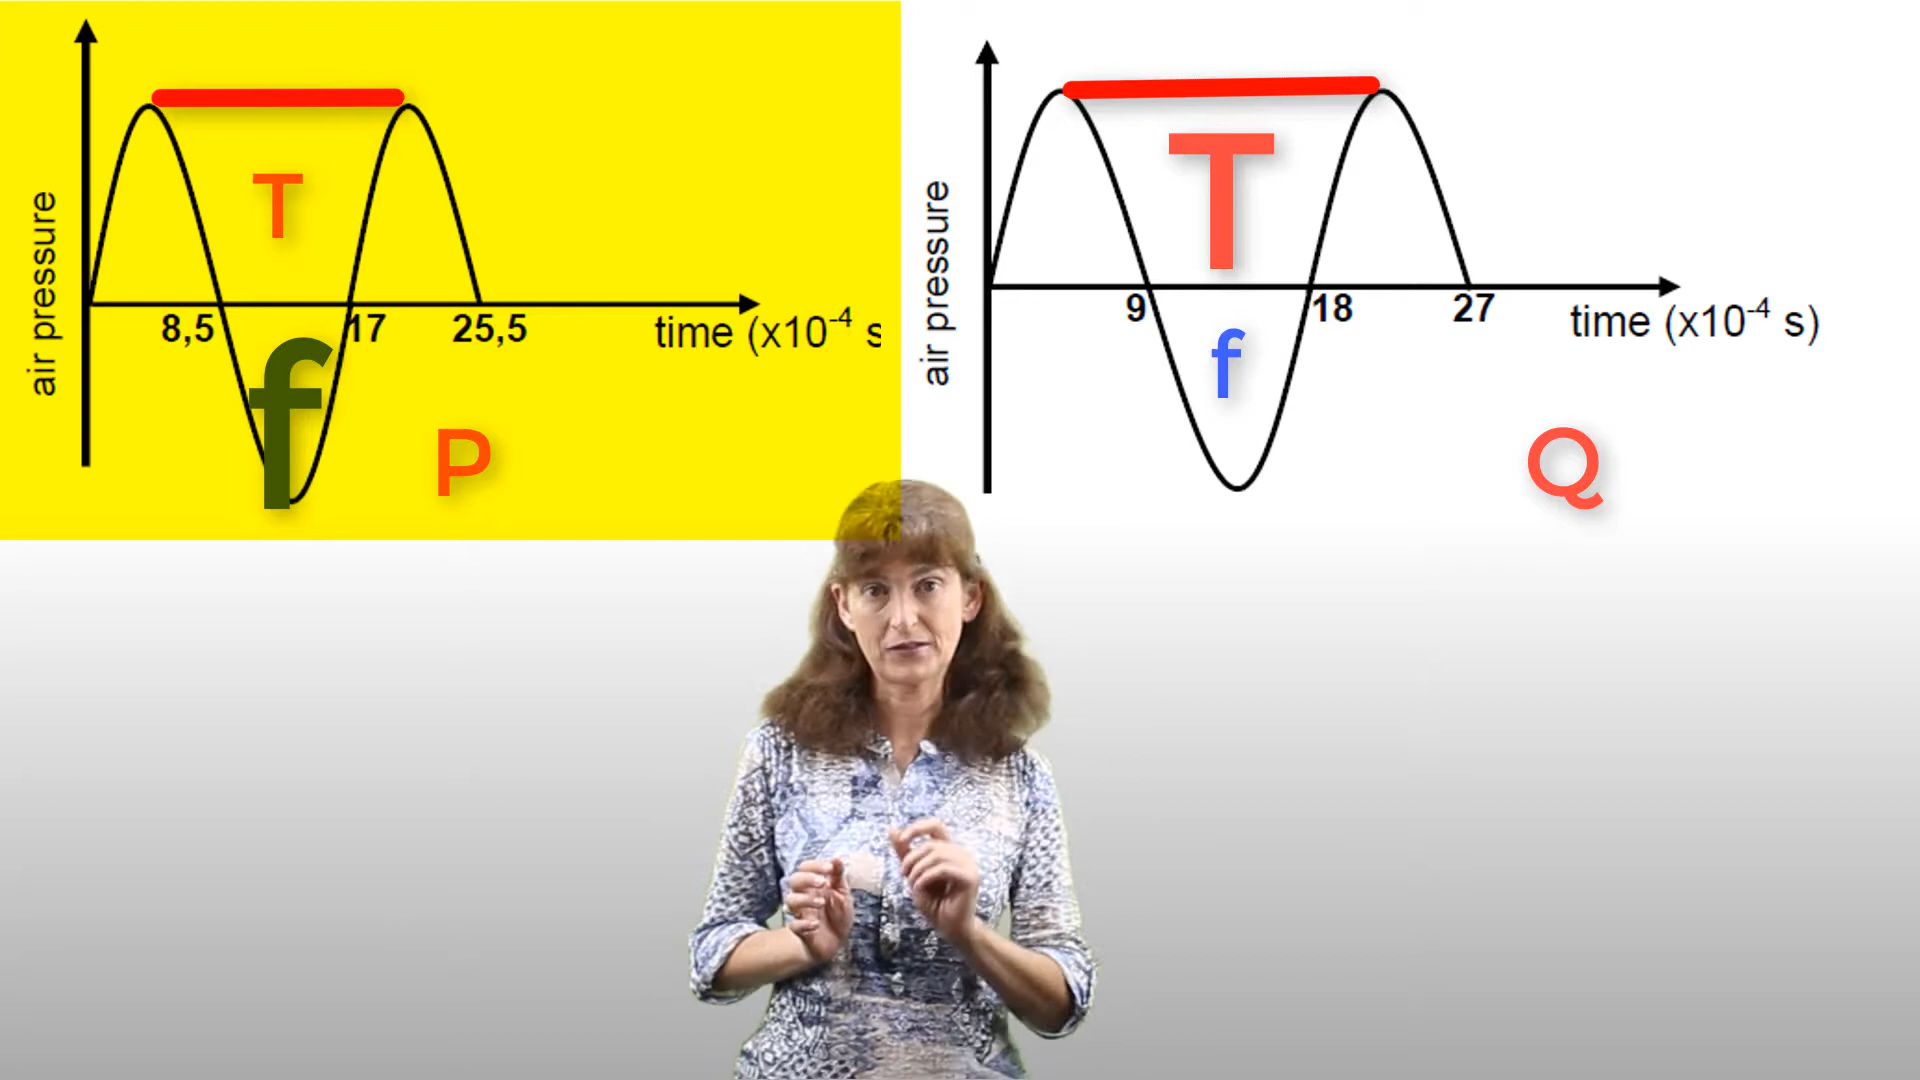 air pressure
T
8,5
17
25,5
time (x10-4 s
f
P
air pressure
T
9
18
27
time (x10-4 s)
f
Q